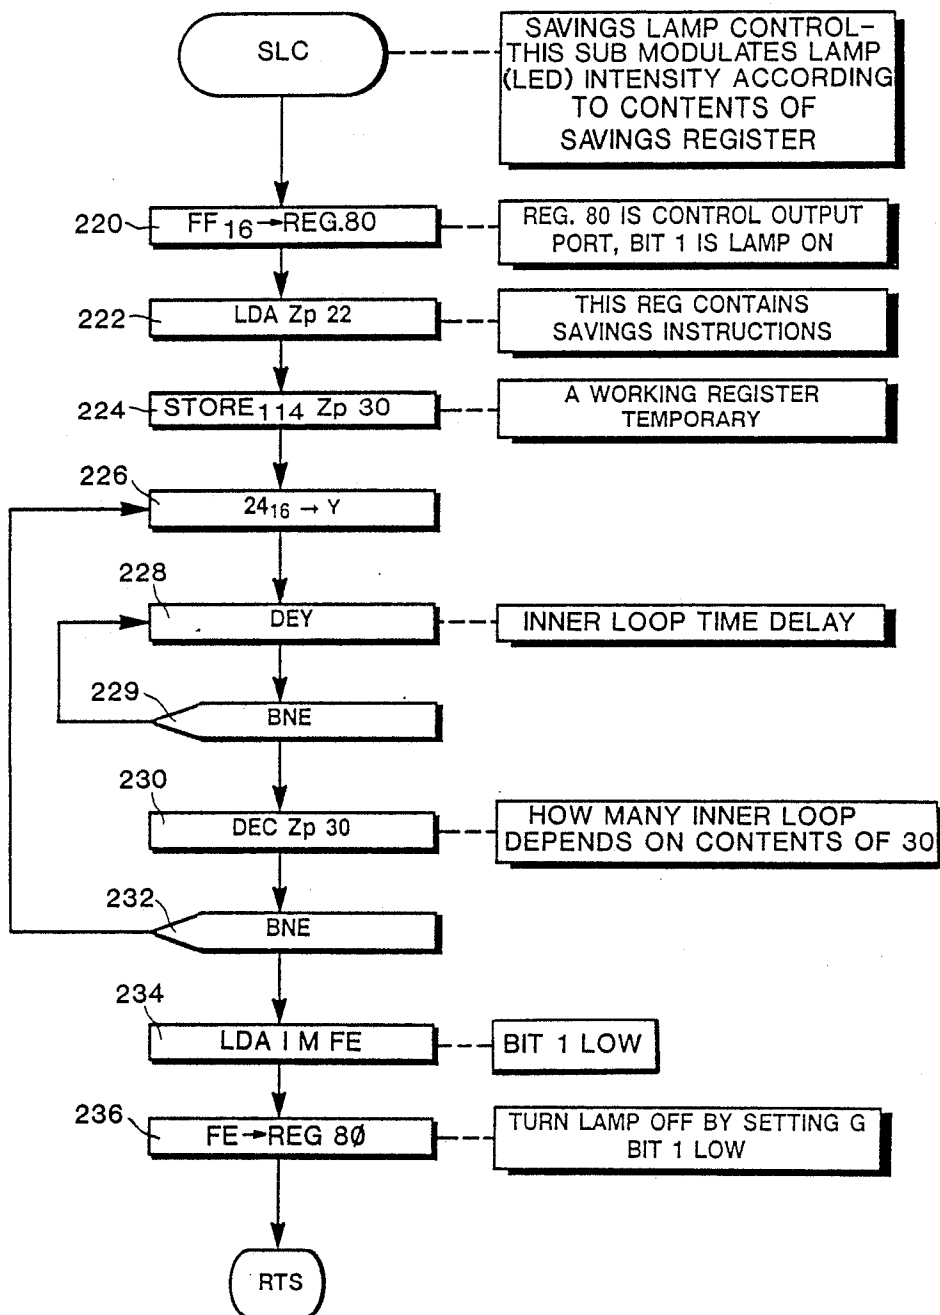 SLC
SAVINGS LAMP CONTROL-
THIS SUB MODULATES LAMP
(LED) INTENSITY ACCORDING
TO CONTENTS OF
SAVINGS REGISTER
220
FF16→REG.80
REG. 80 IS CONTROL OUTPUT
PORT, BIT 1 IS LAMP ON
222
LDA Zp 22
THIS REG CONTAINS
SAVINGS INSTRUCTIONS
224
STORE114 Zp 30
A WORKING REGISTER
TEMPORARY
226
2416 → Y
228
DEY
INNER LOOP TIME DELAY
229
BNE
230
DEC Zp 30
HOW MANY INNER LOOP
DEPENDS ON CONTENTS OF 30
232
BNE
234
LDA I M FE
BIT 1 LOW
236
FE→REG 8Ø
TURN LAMP OFF BY SETTING G
BIT 1 LOW
RTS